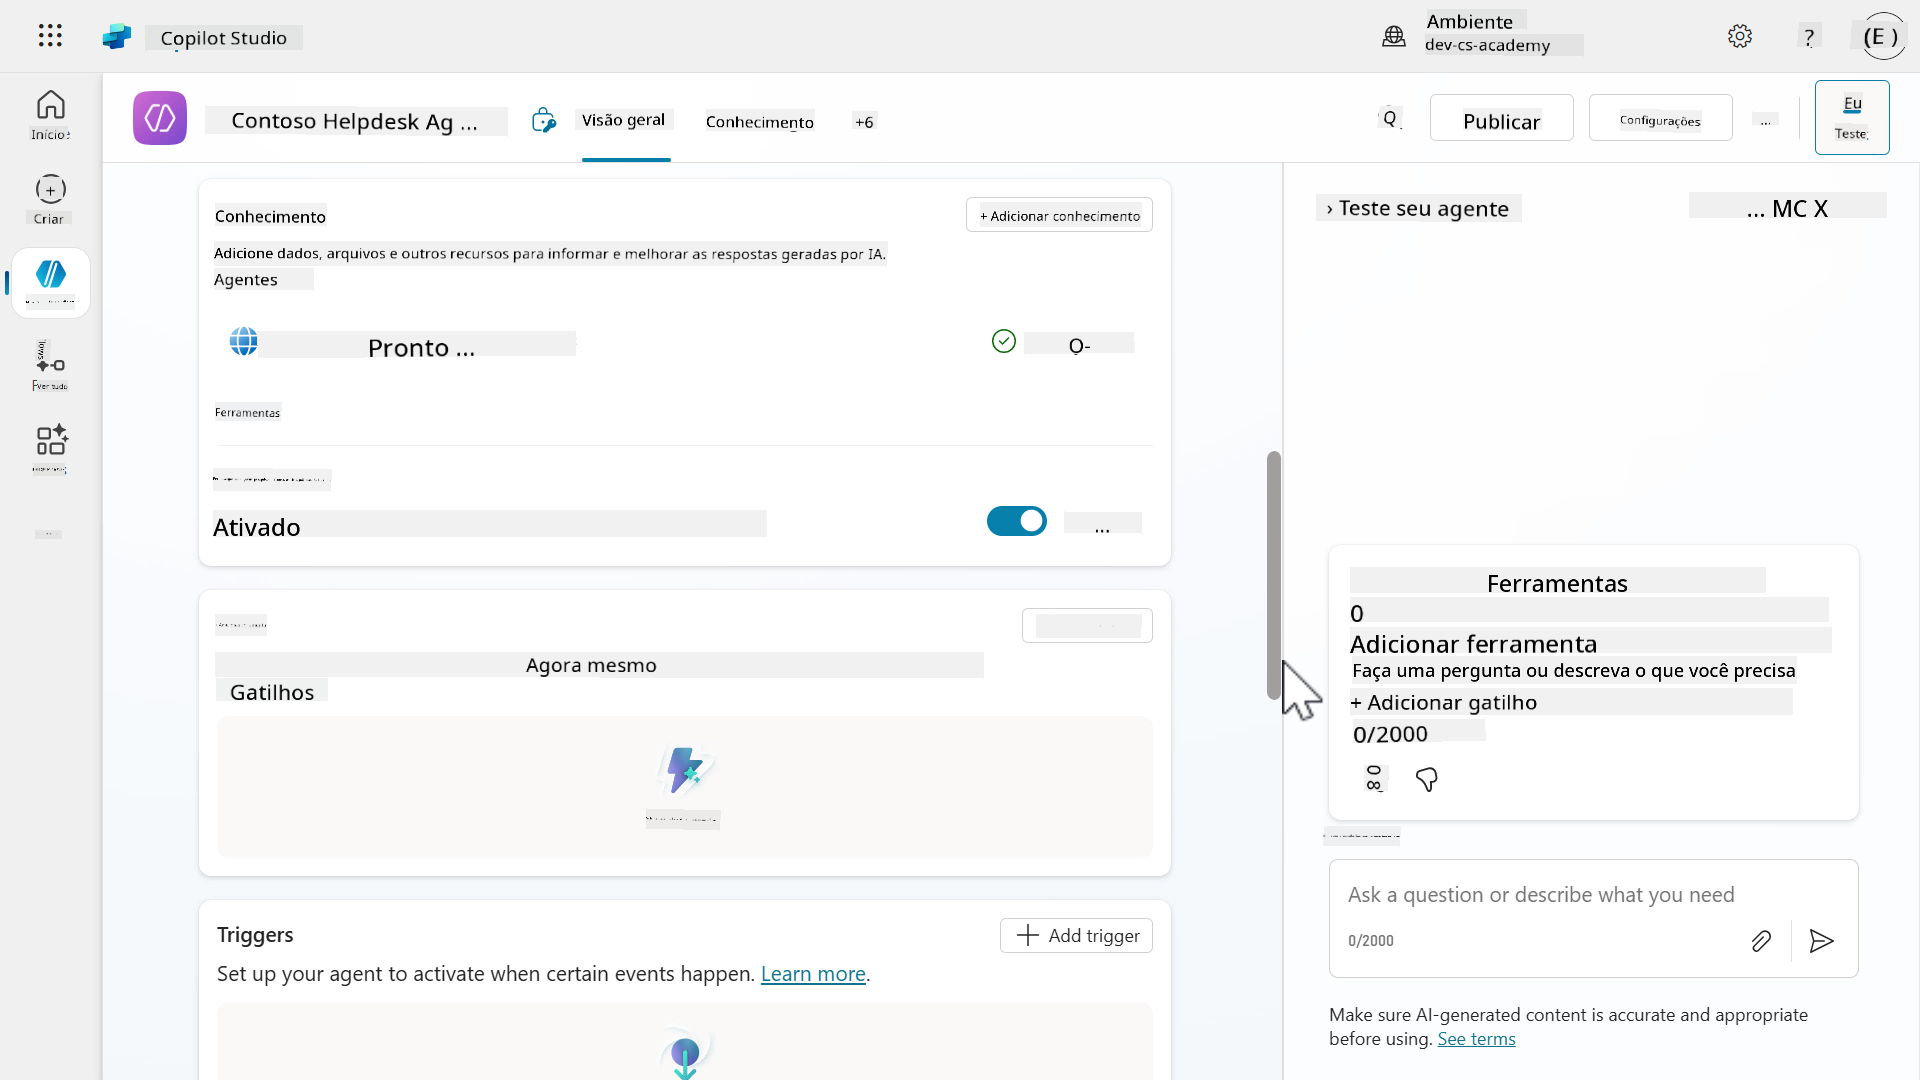 Copilot Studio
Ambiente
dev-cs-academy
?
(E )
Contoso Helpdesk Ag ...
Visão geral
Conhecimento
+6
Q
Publicar
Configurações
...
Eu
Teste
Início
Criar
Conhecimento
+ Adicionar conhecimento
Adicione dados, arquivos e outros recursos para informar e melhorar as respostas geradas por IA.
Agentes
Pronto ...
Q-
Ferramentas
Ativado
...
Agora mesmo
Gatilhos
Triggers
Add trigger
Set up your agent to activate when certain events happen. Learn more.
› Teste seu agente
... MC X
Ferramentas
0
Adicionar ferramenta
Faça uma pergunta ou descreva o que você precisa
+ Adicionar gatilho
0/2000
Ask a question or describe what you need
0/2000
Make sure AI-generated content is accurate and appropriate
before using. See terms